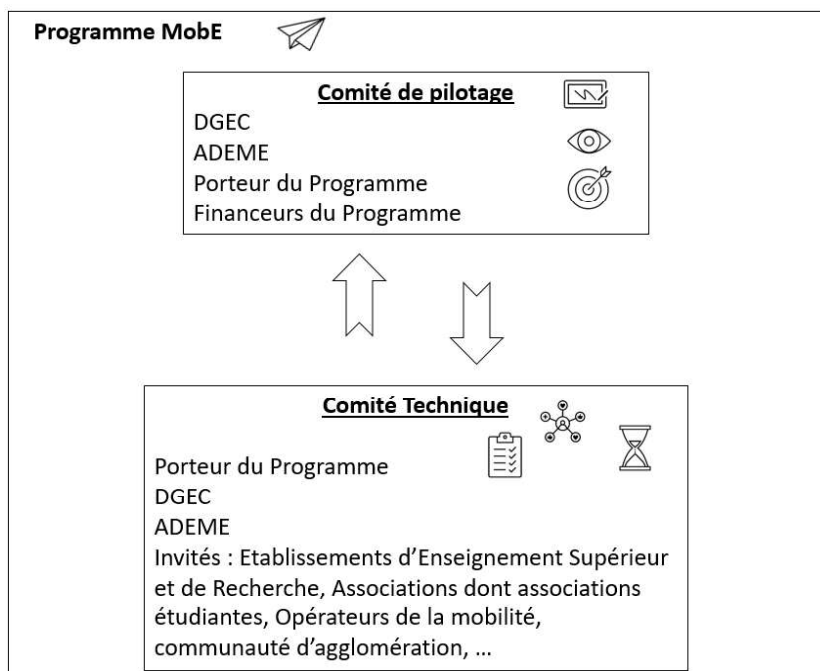 Programme MobE
Comité de pilotage
DGEC
ADEME
Porteur du Programme
Financeurs du Programme
Comité Technique
Porteur du Programme
DGEC
ADEME
Invités : Etablissements d’Enseignement Supérieur
et de Recherche, Associations dont associations
étudiantes, Opérateurs de la mobilité,
communauté d’agglomération, ...